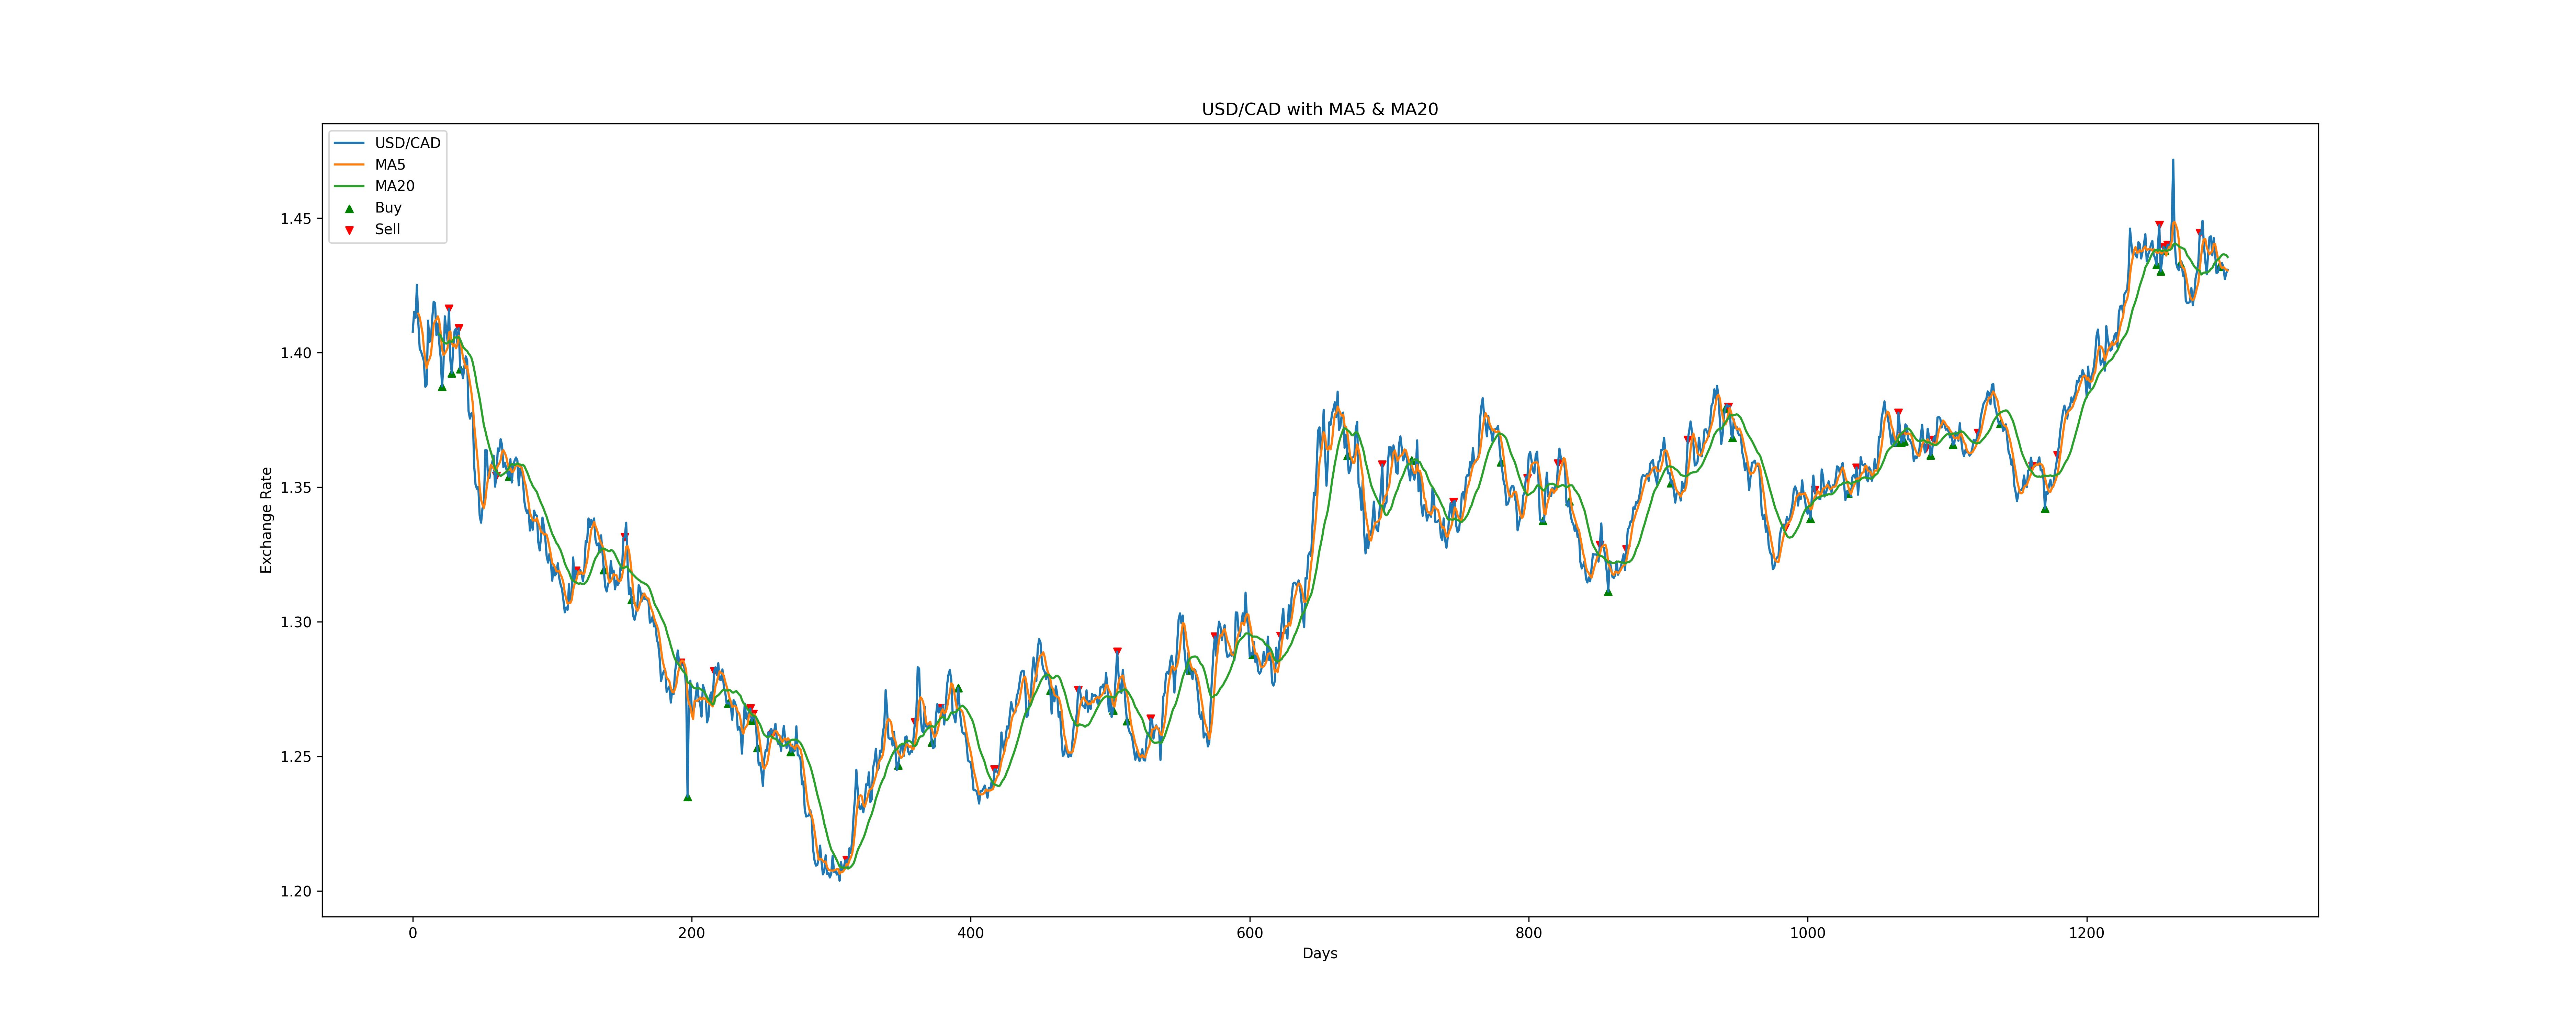 USD/CAD with MA5 & MA20
USD/CAD
MA5
MA20
Buy
Sell
Exchange Rate
1.45
1.40
1.35
1.30
1.25
1.20
0 200 400 600 800 1000 1200
Days